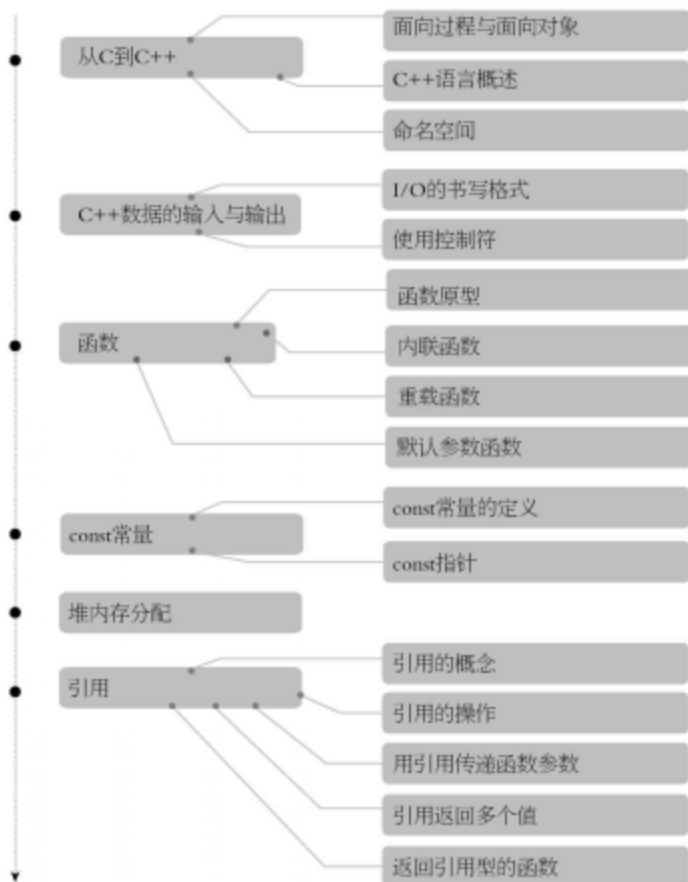 从C到C++
面向过程与面向对象
C++语言概述
命名空间
C++数据的输入与输出
I/O的书写格式
使用控制符
函数
函数原型
内联函数
重载函数
默认参数函数
const常量
const常量的定义
const指针
堆内存分配
引用
引用的概念
引用的操作
用引用传递函数参数
引用返回多个值
返回引用型的函数